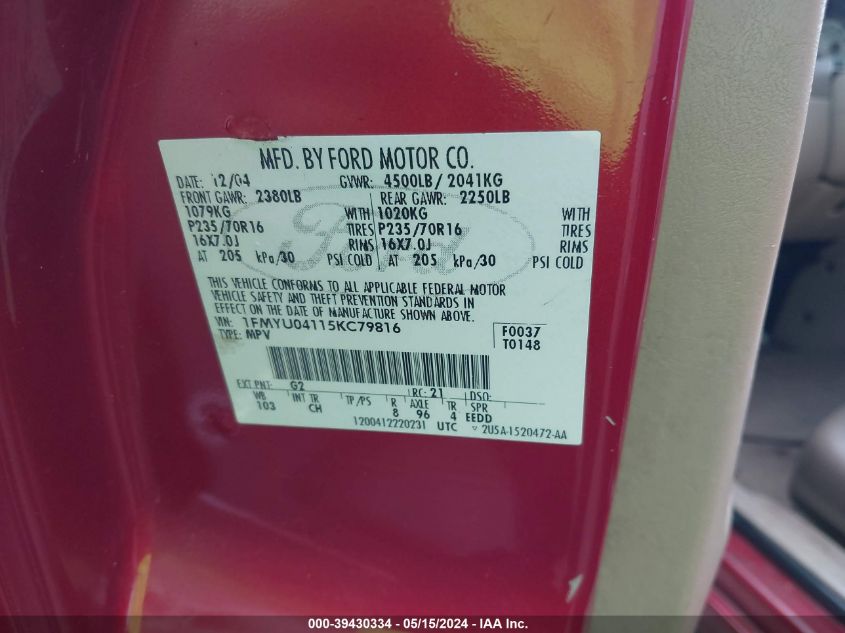 MFD. BY FORD MOTOR CO.
DATE: 12/04 GVWR: 4500LB/ 2041KG
FRONT GAWR: 2380LB REAR GAWR: 2250LB
1079KG WITH 1020KG WITH
P235/70R16 TIRES P235/70R16 TIRES
16X7.0J RIMS 16X7.0J RIMS
AT 205 kPa/30 PSI COLD AT 205 kPa/30 PSI COLD
Ford
THIS VEHICLE CONFORMS TO ALL APPLICABLE FEDERAL MOTOR
VEHICLE SAFETY AND THEFT PREVENTION STANDARDS IN
EFFECT ON THE DATE OF MANUFACTURE SHOWN ABOVE.
VIN: 1FMYU04115KC79816 F0037
TYPE: MPV T0148
EXT PNT: G2 RC: 21 DSO:
WB INT TR TP/PS R AXLE TR SPR
103 CH 8 96 4 EEDD
1200412220231 UTC 2U5A-1520472-AA
000-39430334 - 05/15/2024 - IAA Inc.